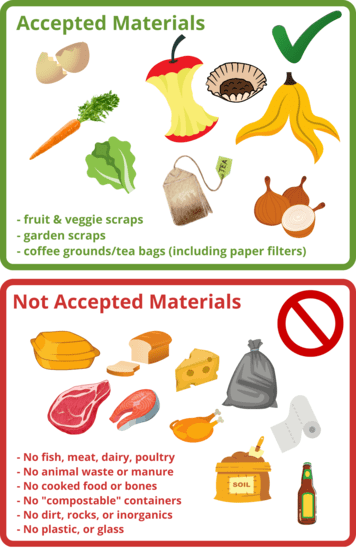 Accepted Materials
TEA
- fruit & veggie scraps
- garden scraps
- coffee grounds/tea bags (including paper filters)
Not Accepted Materials
SOIL
- No fish, meat, dairy, poultry
- No animal waste or manure
- No cooked food or bones
- No "compostable" containers
- No dirt, rocks, or inorganics
- No plastic, or glass